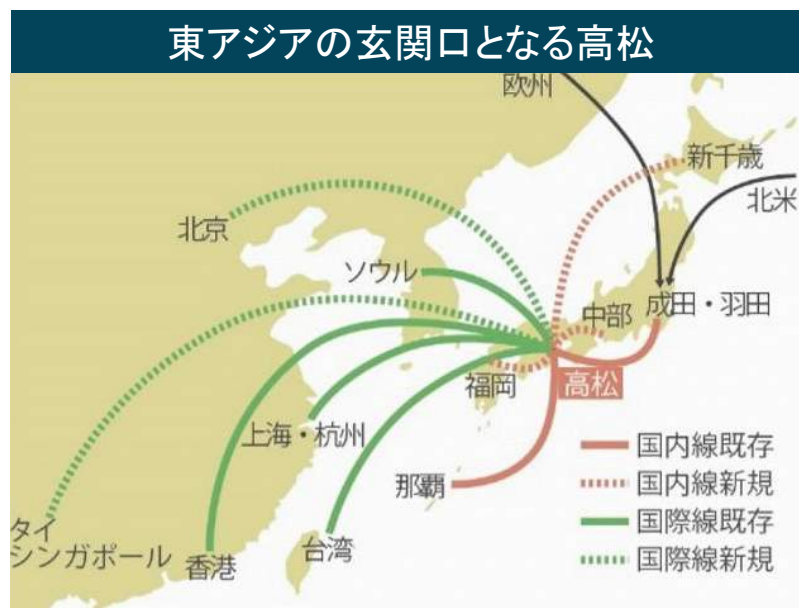 東アジアの玄関口となる高松
欧州
新千歳
北米
北京
ソウル
中部
成田・羽田
福岡
高松
上海・杭州
那覇
タイ
シンガポール
香港
台湾
国内線既存
国内線新規
国際線既存
国際線新規